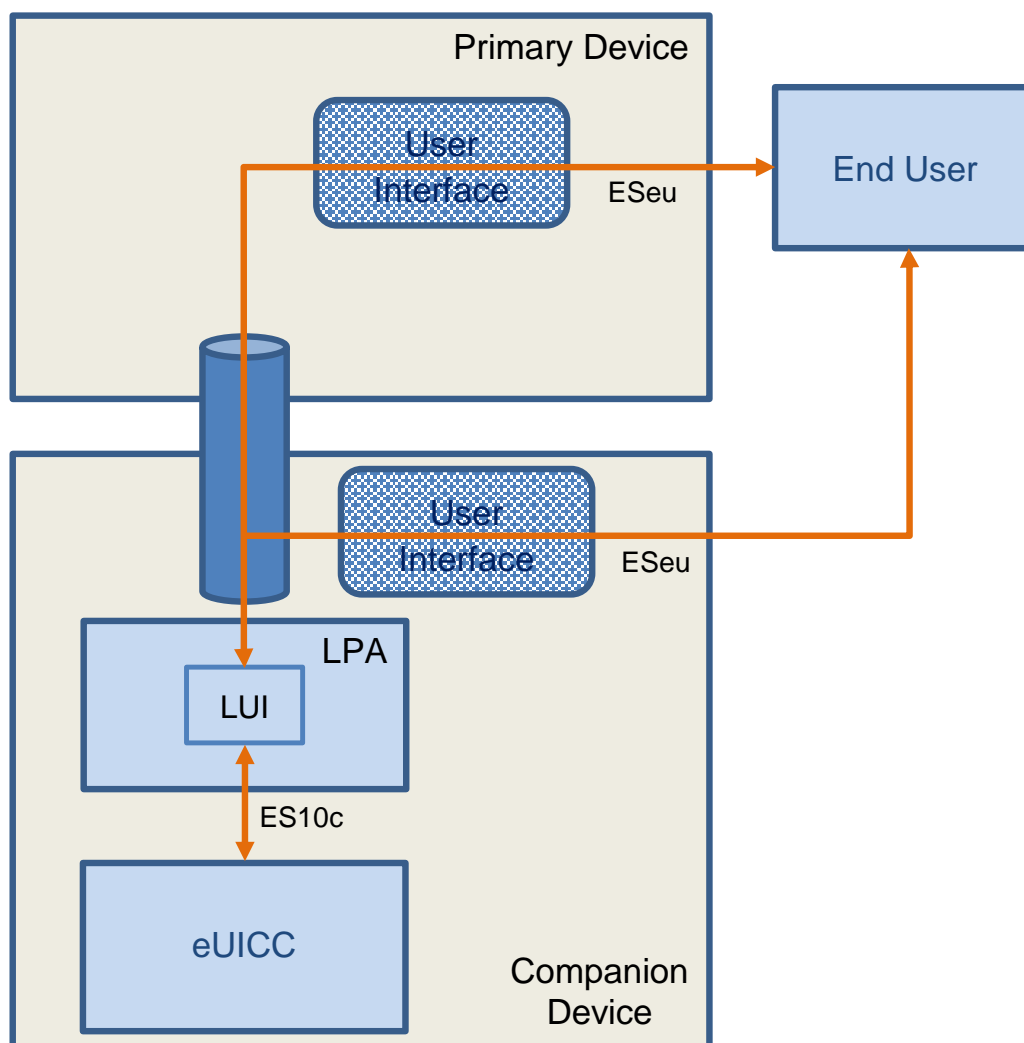 Primary Device
User
Interface
ESeu
End User
User
Interface
ESeu
LPA
LUI
ES10c
eUICC
Companion
Device